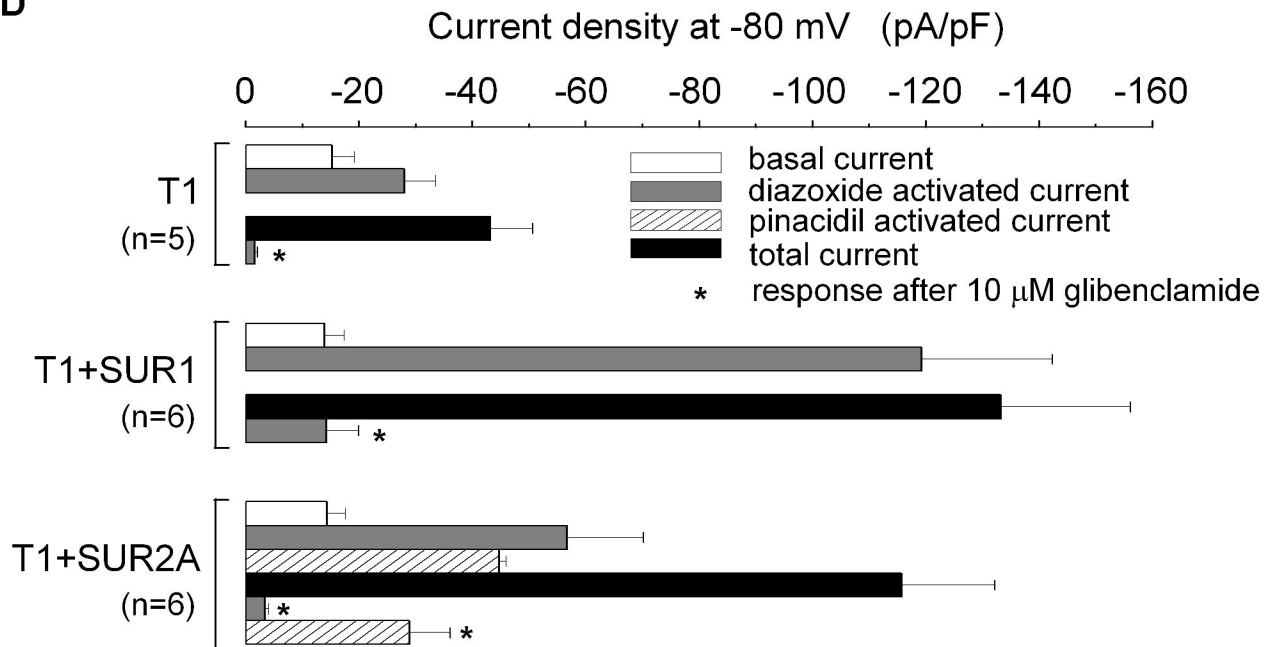 D
Current density at -80 mV (pA/pF)
0 -20 -40 -60 -80 -100 -120 -140 -160
T1
(n=5)
*
basal current
diazoxide activated current
pinacidil activated current
total current
* response after 10 μM glibenclamide
T1+SUR1
(n=6)
*
T1+SUR2A
(n=6)
*
*